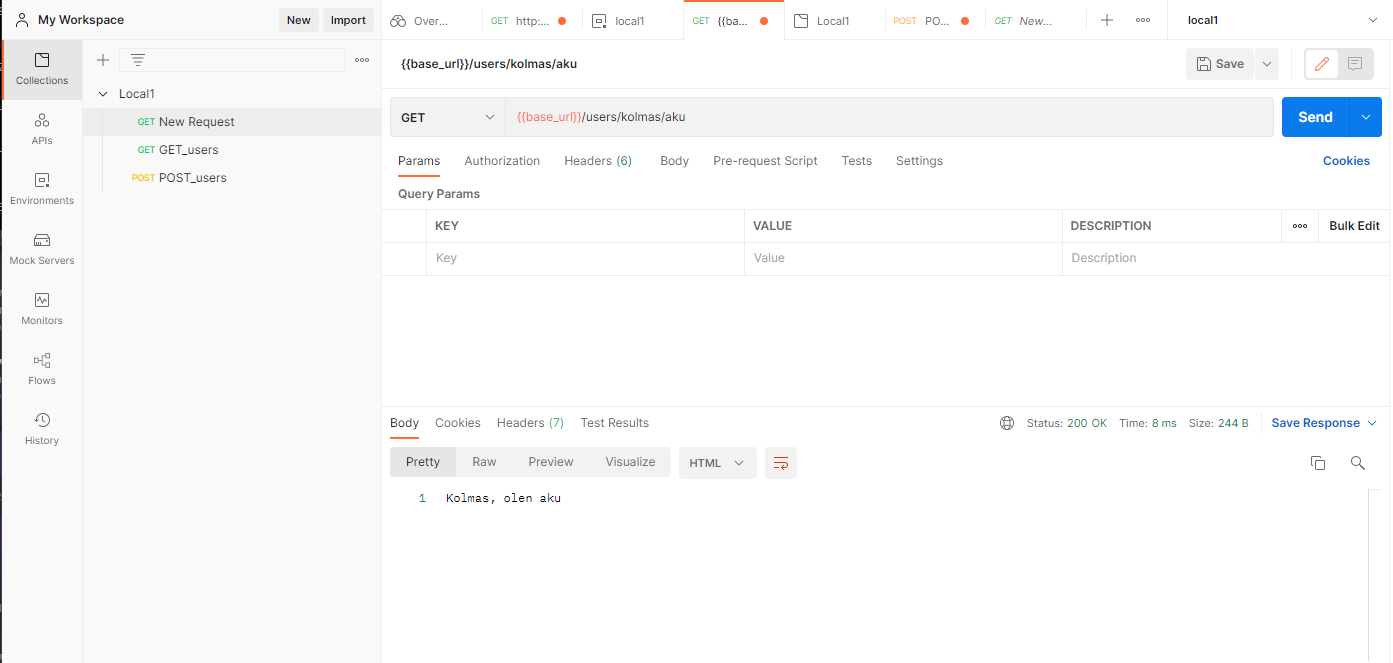 My Workspace New Import
Over... GET http:... local1 GET {{ba... Local1 POST PO... GET New... local1
Collections
APIs
Environments
Mock Servers
Monitors
Flows
History
Local1
GET New Request
GET GET_users
POST POST_users
{{base_url}}/users/kolmas/aku Save
GET {{base_url}}/users/kolmas/aku Send
Params Authorization Headers (6) Body Pre-request Script Tests Settings Cookies
Query Params
KEY VALUE DESCRIPTION Bulk Edit
Key Value Description
Body Cookies Headers (7) Test Results Status: 200 OK Time: 8 ms Size: 244 B Save Response
Pretty Raw Preview Visualize HTML
1 Kolmas, olen aku